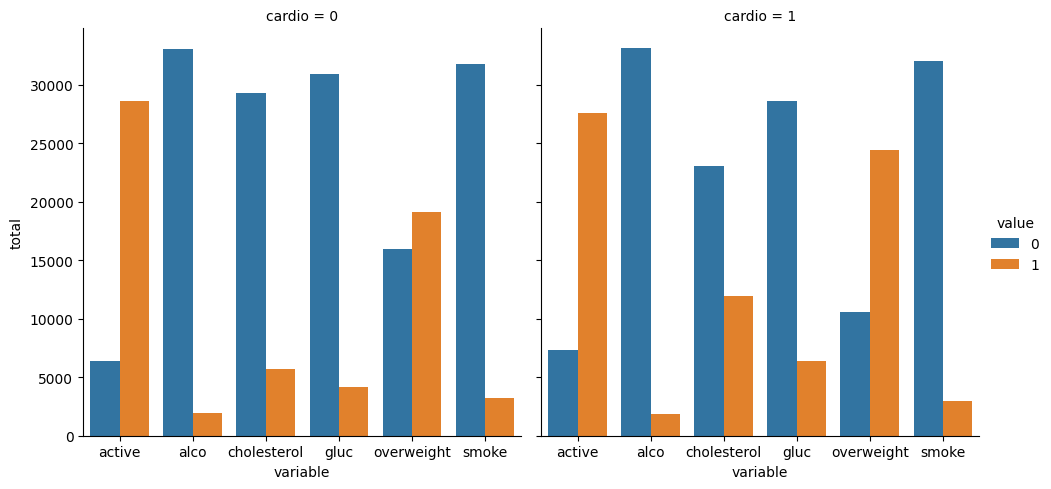 cardio = 0
cardio = 1
total
30000
25000
20000
15000
10000
5000
0
active alco cholesterol gluc overweight smoke
variable
active alco cholesterol gluc overweight smoke
variable
value
0
1